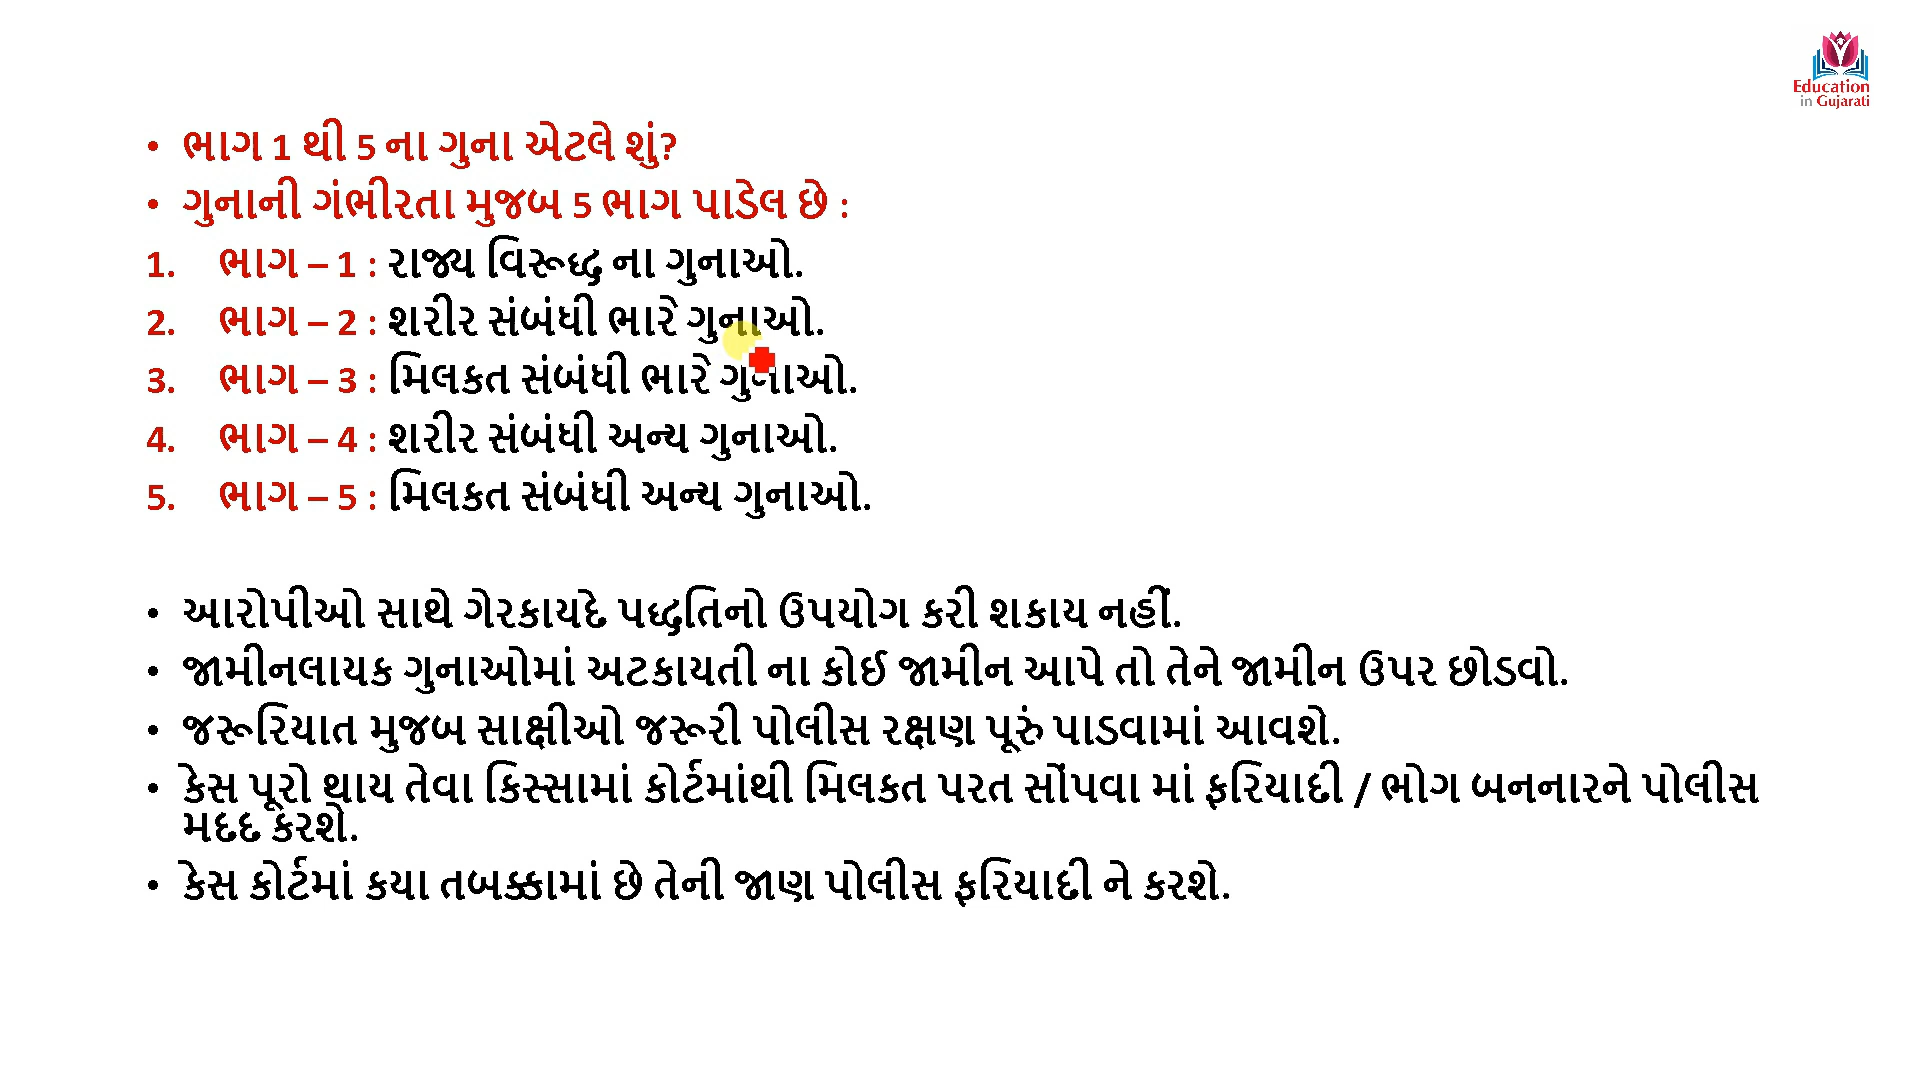 Education
in Gujarati
• ભાગ 1 થી 5 ના ગુના એટલે શું?
• ગુનાની ગંભીરતા મુજબ 5 ભાગ પાડેલ છે :
1. ભાગ – 1 : રાજ્ય વિરૂધ્ધ ના ગુનાઓ.
2. ભાગ – 2 : શરીર સંબંધી ભારે ગુનાઓ.
3. ભાગ – 3 : મિલકત સંબંધી ભારે ગુનાઓ.
4. ભાગ – 4 : શરીર સંબંધી અન્ય ગુનાઓ.
5. ભાગ – 5 : મિલકત સંબંધી અન્ય ગુનાઓ.
• આરોપીઓ સાથે ગેરકાયદે પધ્ધતિનો ઉપયોગ કરી શકાય નહીં.
• જામીનલાયક ગુનાઓમાં અટકાયતી ના કોઈ જામીન આપે તો તેને જામીન ઉપર છોડવો.
• જરૂરિયાત મુજબ સાક્ષીઓ જરૂરી પોલીસ રક્ષણ પૂરું પાડવામાં આવશે.
• કેસ પૂરો થાય તેવા કિસ્સામાં કોર્ટમાંથી મિલકત પરત સોંપવા માં ફરિયાદી / ભોગ બનનારને પોલીસ
મદદ કરશે.
• કેસ કોર્ટમાં કયા તબક્કામાં છે તેની જાણ પોલીસ ફરિયાદી ને કરશે.